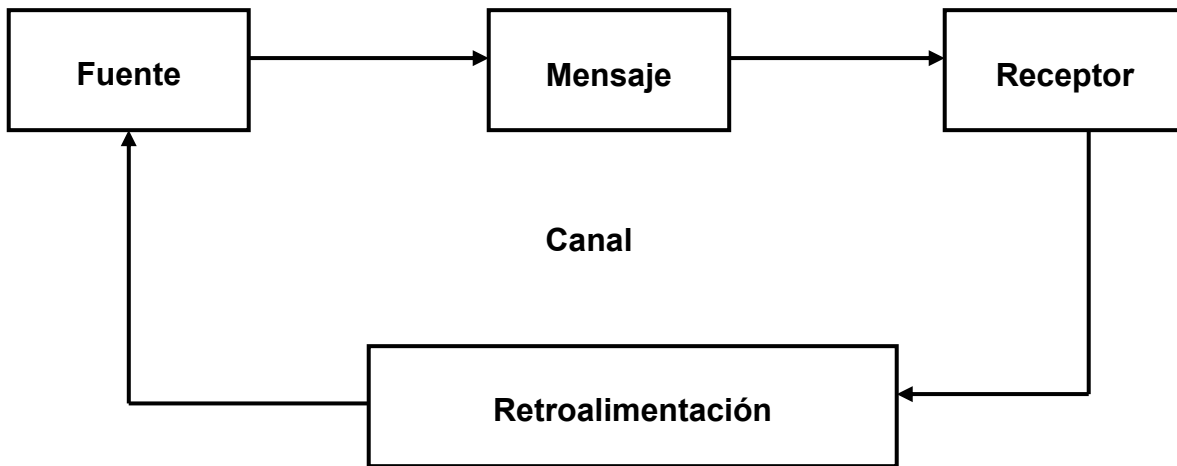 Fuente
Mensaje
Receptor
Canal
Retroalimentación